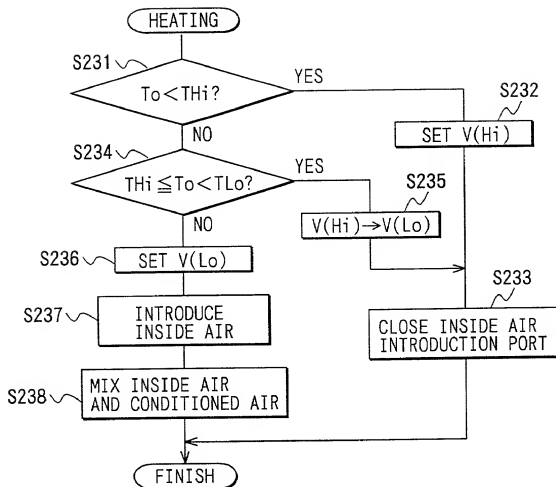 HEATING
S231
To<THi?
YES
S232
SET V(Hi)
NO
S234
THi≦To<TLo?
YES
S235
V(Hi)→V(Lo)
NO
S236
SET V(Lo)
S233
S237
INTRODUCE
INSIDE AIR
CLOSE INSIDE AIR
INTRODUCTION PORT
S238
MIX INSIDE AIR
AND CONDITIONED AIR
FINISH